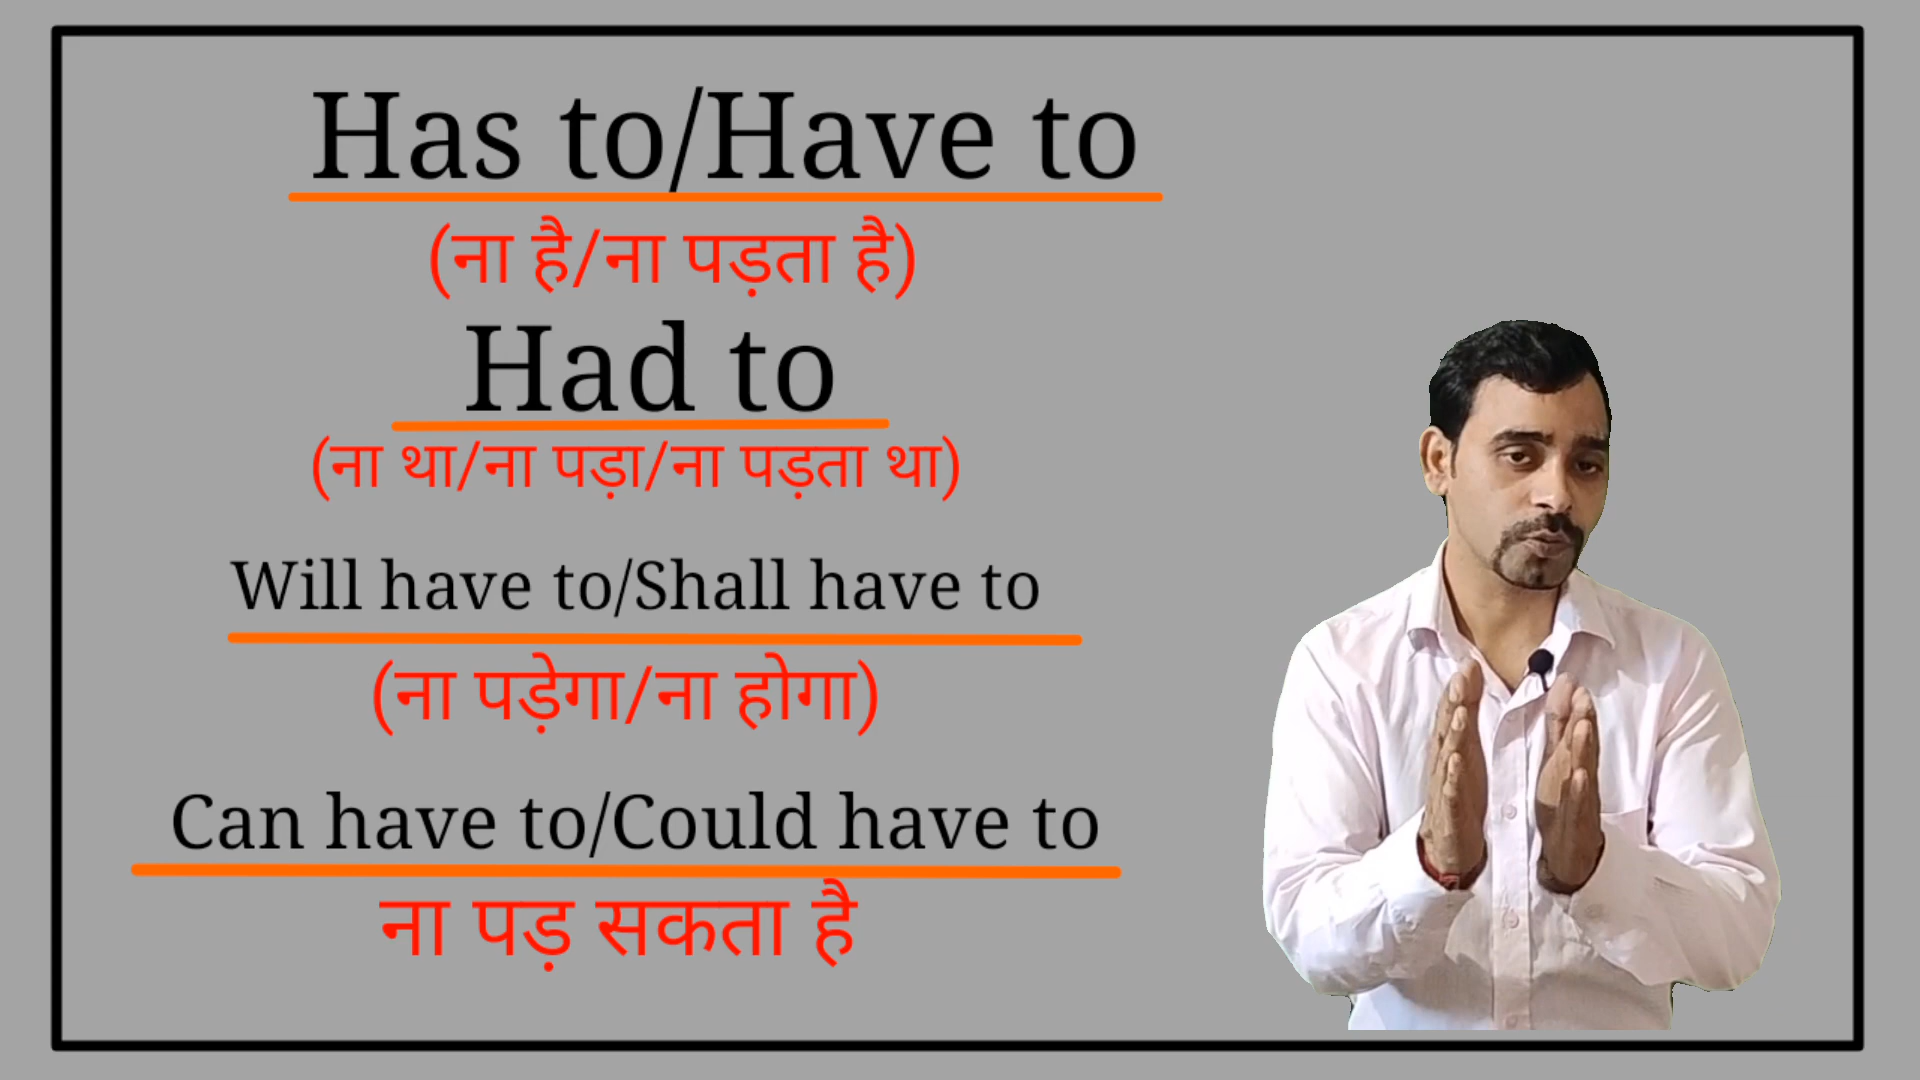 Has to/Have to
(ना है/ना पड़ता है)
Had to
(ना था/ना पड़ा/ना पड़ता था)
Will have to/Shall have to
(ना पड़ेगा/ना होगा)
Can have to/Could have to
ना पड़ सकता है